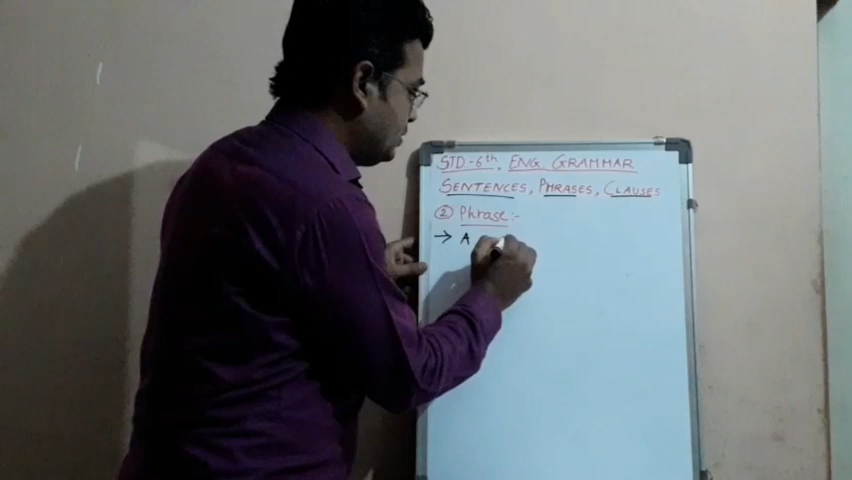 STD-6th, ENG. GRAMMAR
SENTENCES, PHRASES, CLAUSES
② Phrase:-
→ A